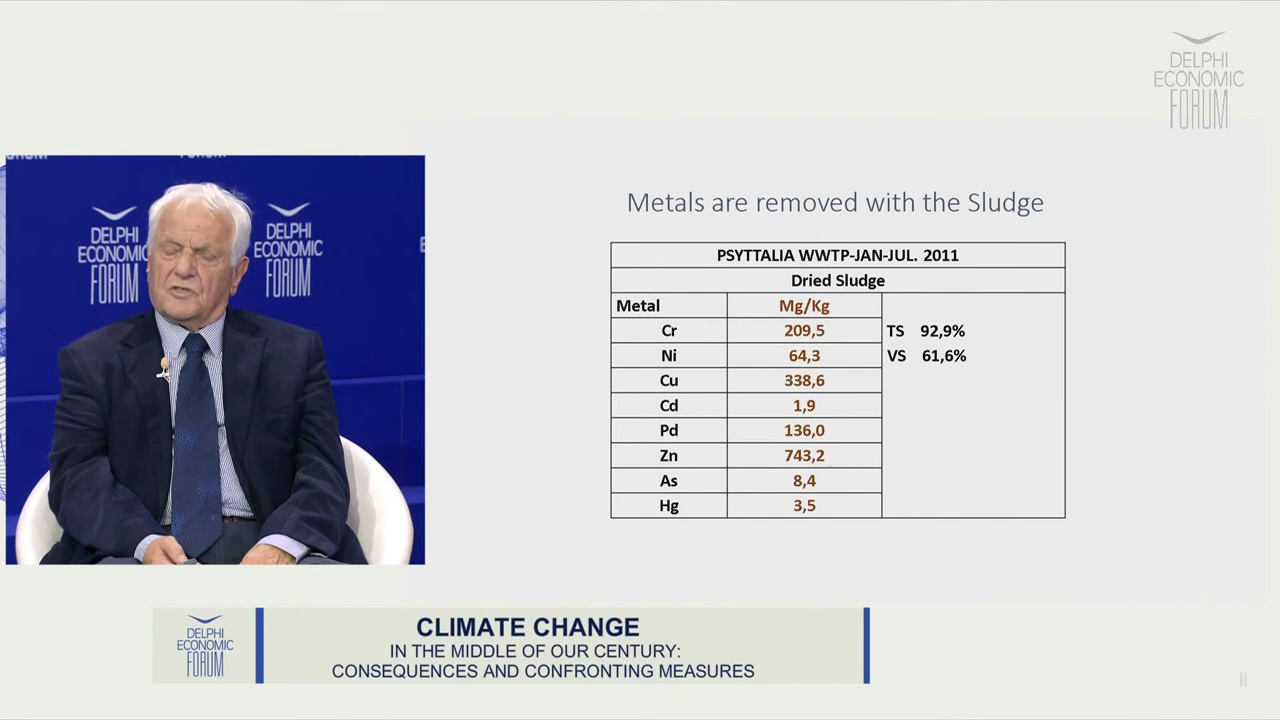 DELPHI
ECONOMIC
FORUM
DELPHI
ECONOMIC
FORUM
DELPHI
ECONOMIC
FORUM
Metals are removed with the Sludge
PSYTTALIA WWTP-JAN-JUL. 2011
Dried Sludge
Metal Mg/Kg
Cr 209,5 TS 92,9%
Ni 64,3 VS 61,6%
Cu 338,6
Cd 1,9
Pd 136,0
Zn 743,2
As 8,4
Hg 3,5
DELPHI
ECONOMIC
FORUM
CLIMATE CHANGE
IN THE MIDDLE OF OUR CENTURY:
CONSEQUENCES AND CONFRONTING MEASURES